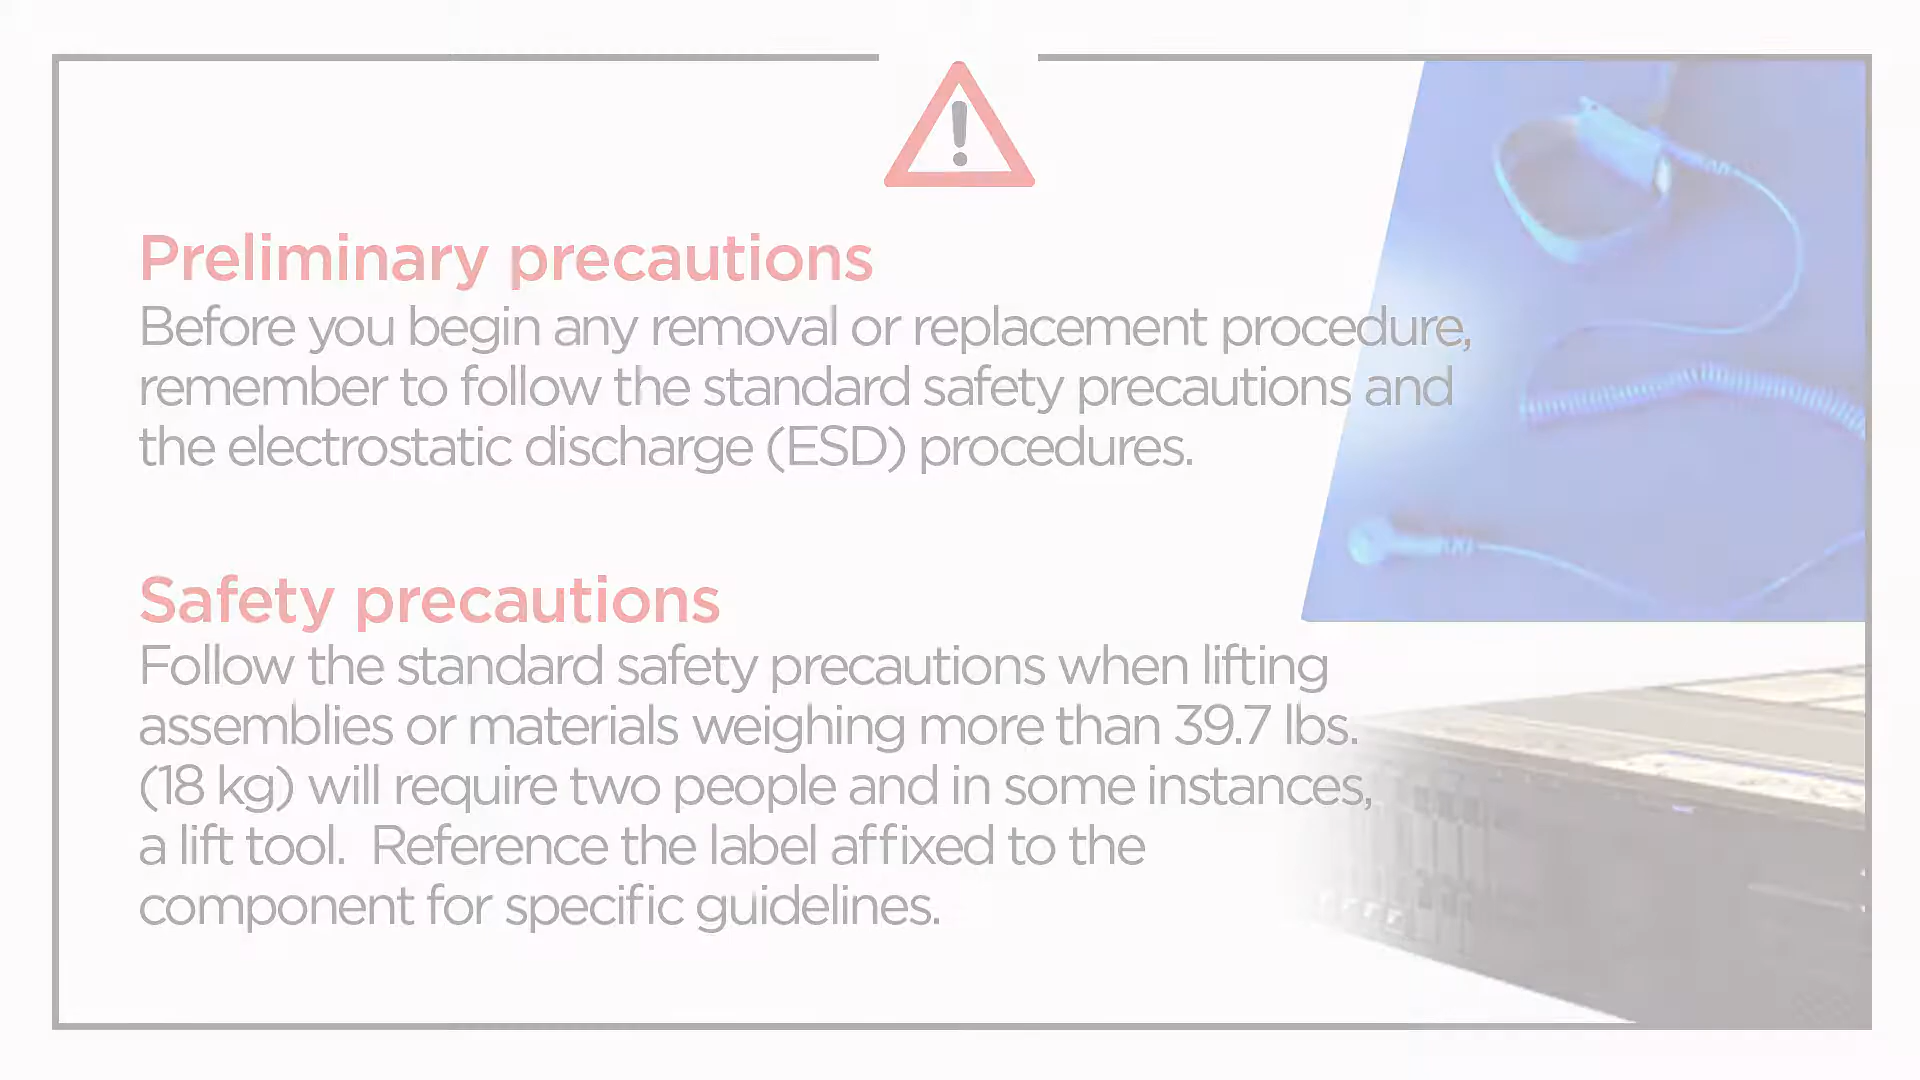 Preliminary precautions
Before you begin any removal or replacement procedure,
remember to follow the standard safety precautions and
the electrostatic discharge (ESD) procedures.
Safety precautions
Follow the standard safety precautions when lifting
assemblies or materials weighing more than 39.7 lbs.
(18 kg) will require two people and in some instances,
a lift tool.  Reference the label affixed to the
component for specific guidelines.